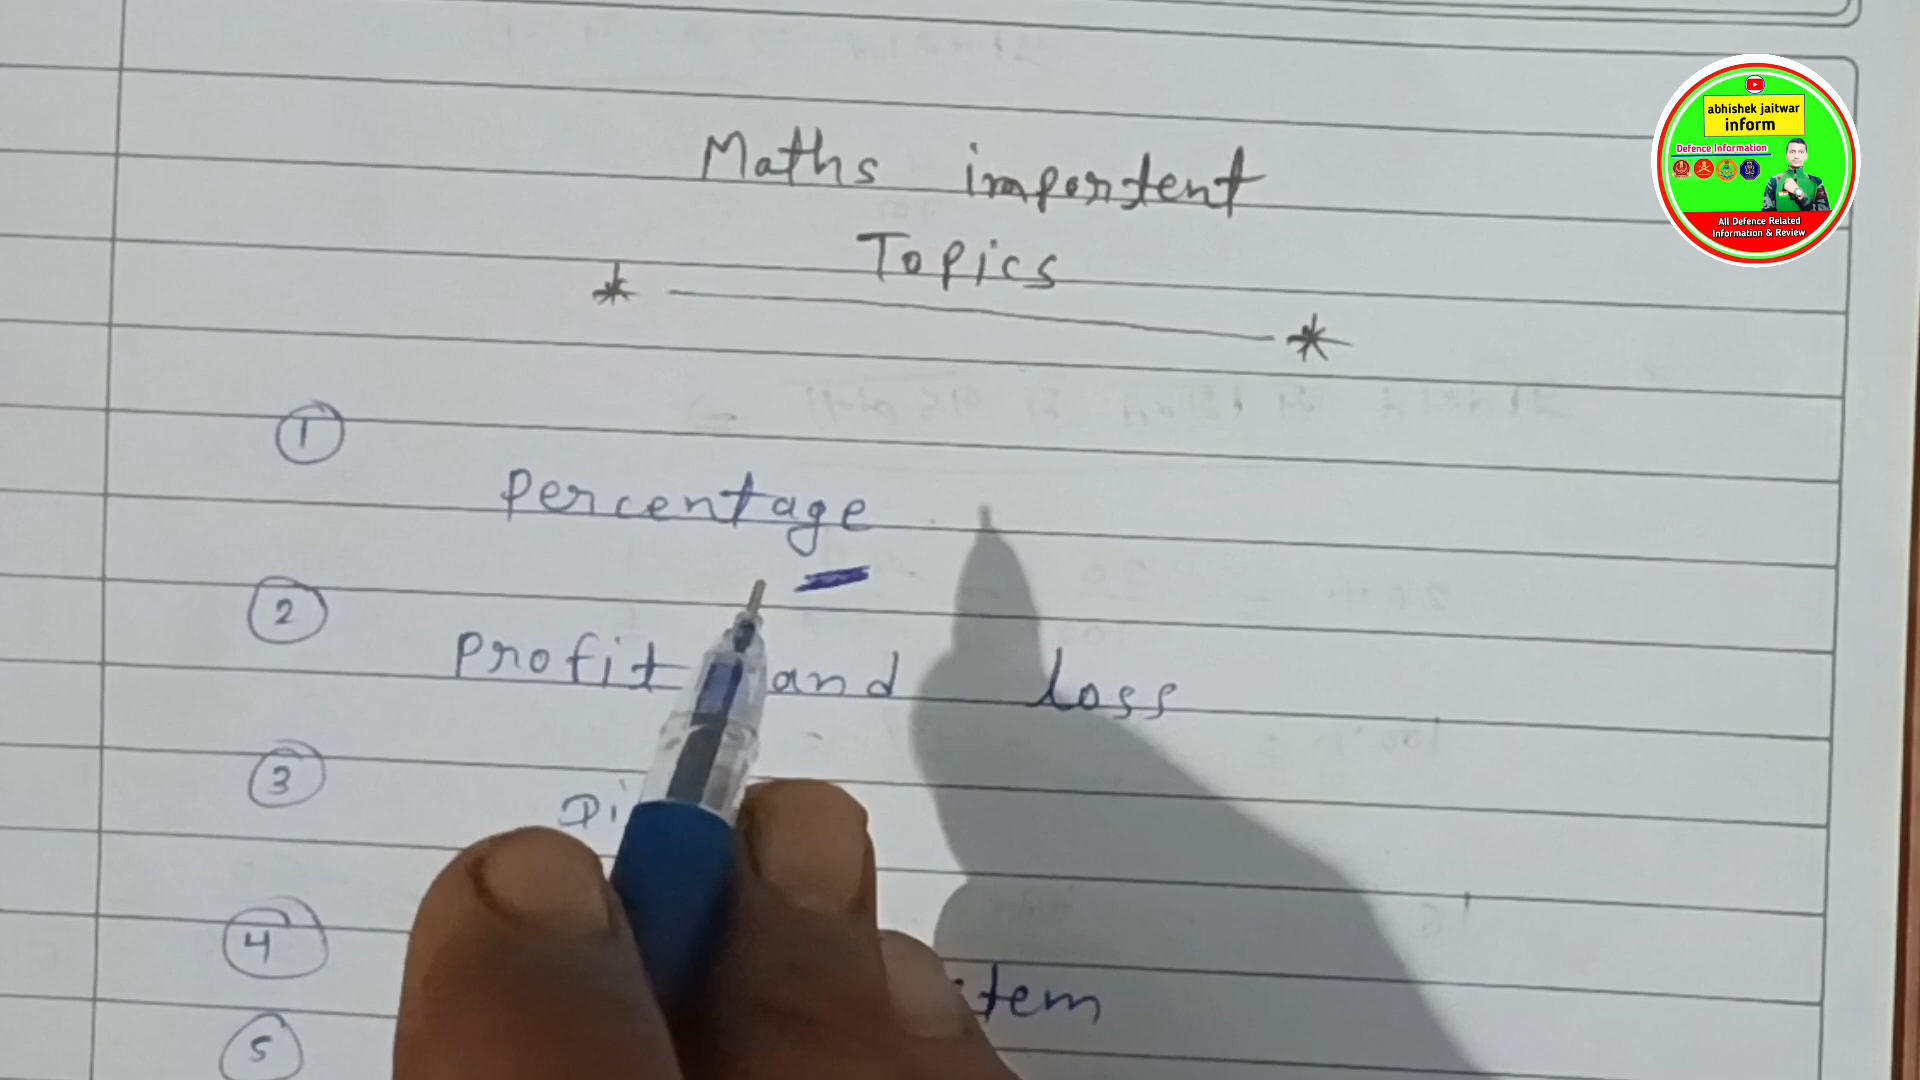 Maths impertent
Topics
* *
1
Percentage
2
Profit and loss
3
4
5
abhishek jaitwar
inform
Defence Information
All Defence Related
Information & Review